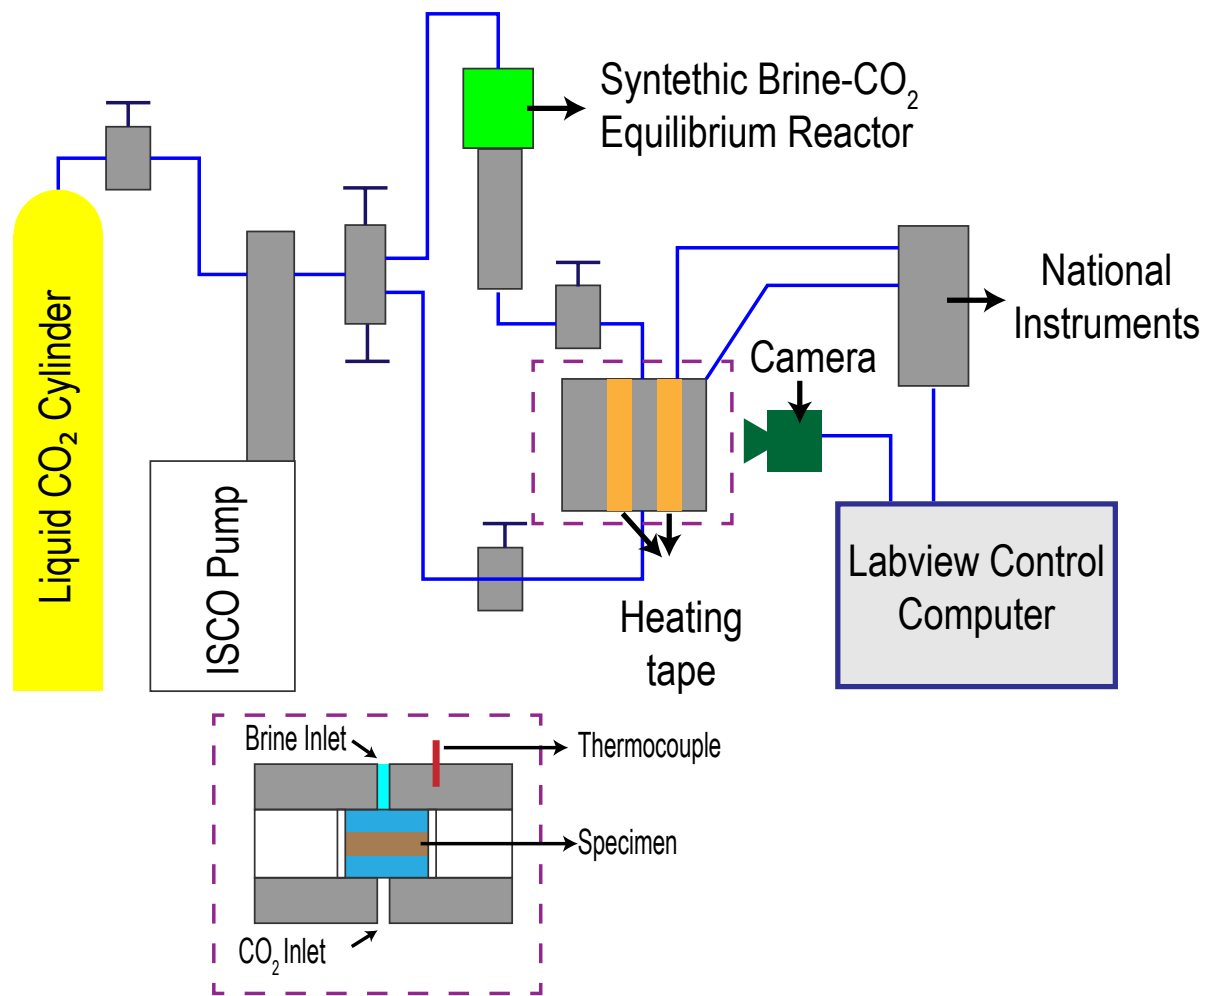 Syntethic Brine-CO₂
Equilibrium Reactor
National
Instruments
Camera
Liquid CO₂ Cylinder
ISCO Pump
Labview Control
Computer
Heating
tape
Brine Inlet
Thermocouple
Specimen
CO₂ Inlet